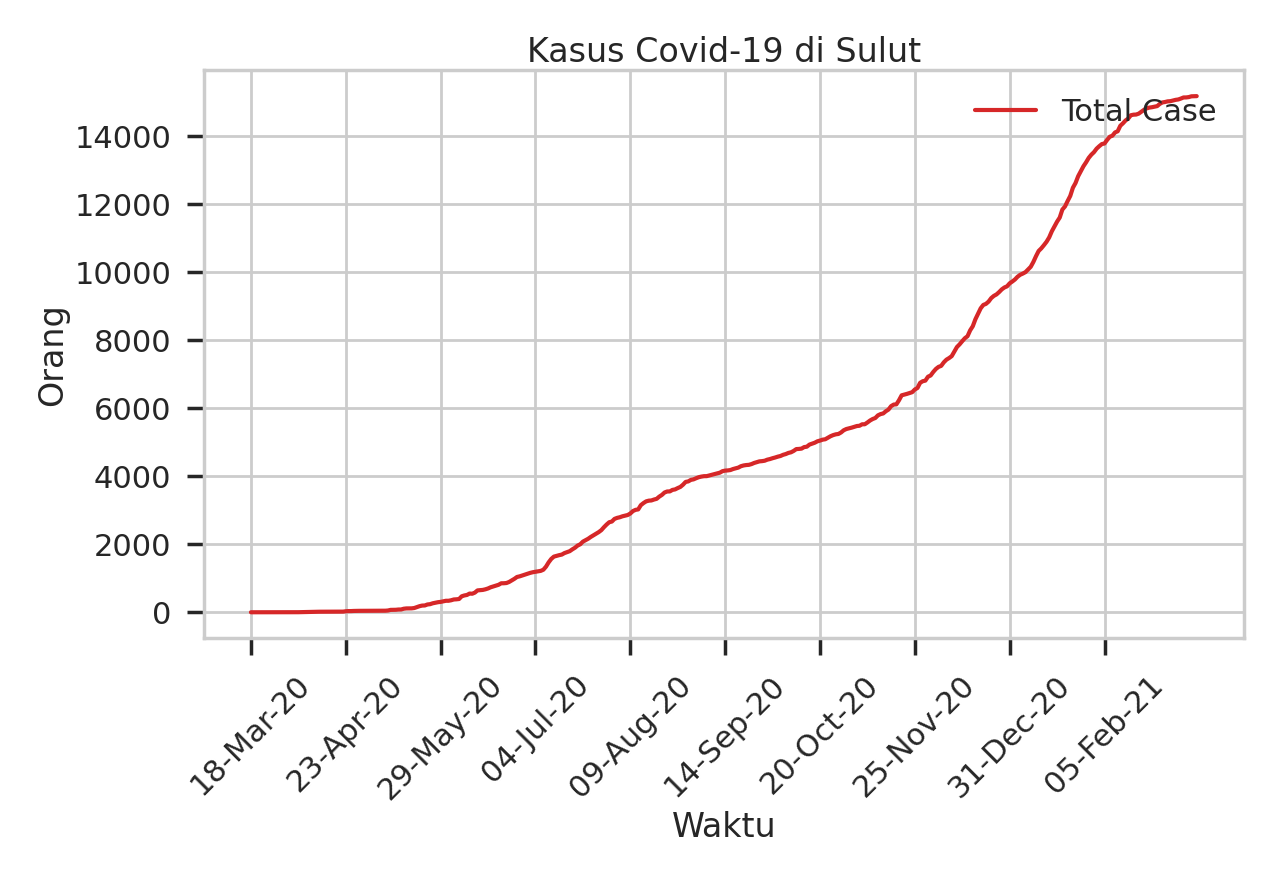 Kasus Covid-19 di Sulut
Total Case
14000
12000
10000
8000
6000
4000
2000
0
Orang
18-Mar-20
23-Apr-20
29-May-20
04-Jul-20
09-Aug-20
14-Sep-20
20-Oct-20
25-Nov-20
31-Dec-20
05-Feb-21
Waktu